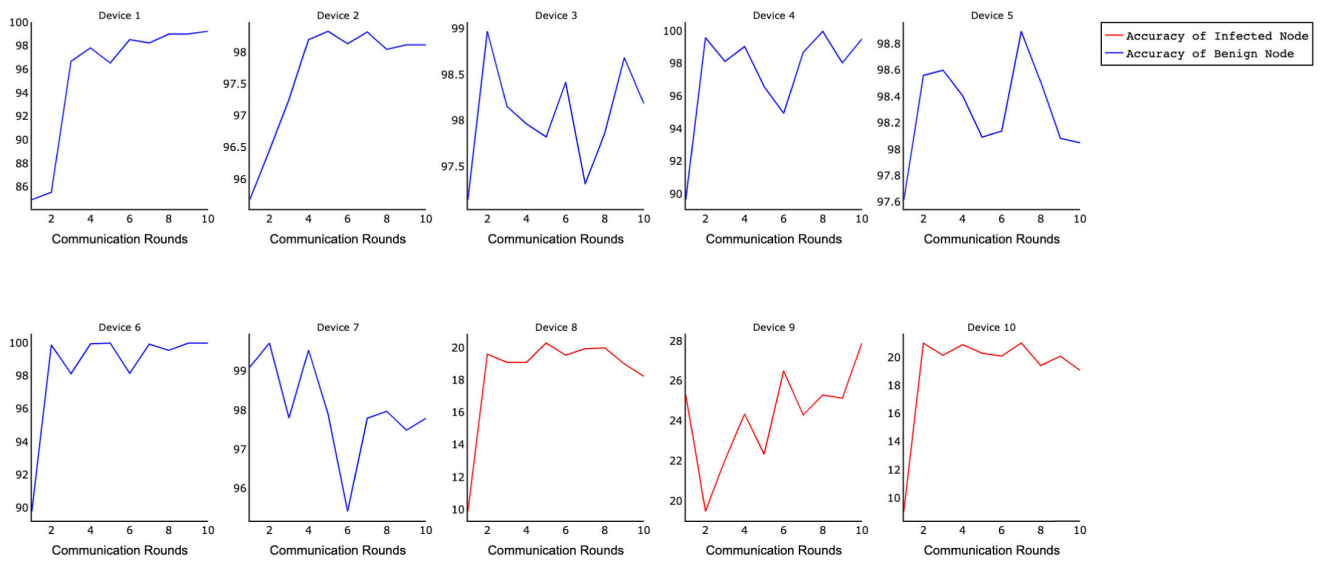 Device 1
Device 2
Device 3
Device 4
Device 5
Accuracy of Infected Node
Accuracy of Benign Node
100
98
96
94
92
90
88
86
2 4 6 8 10
Communication Rounds
98
97.5
97
96.5
96
2 4 6 8 10
Communication Rounds
99
98.5
98
97.5
2 4 6 8 10
Communication Rounds
100
98
96
94
92
90
2 4 6 8 10
Communication Rounds
98.8
98.6
98.4
98.2
98
97.8
97.6
2 4 6 8 10
Communication Rounds
Device 6
Device 7
Device 8
Device 9
Device 10
100
98
96
94
92
90
2 4 6 8 10
Communication Rounds
99
98
97
96
2 4 6 8 10
Communication Rounds
20
18
16
14
12
10
2 4 6 8 10
Communication Rounds
28
26
24
22
20
2 4 6 8 10
Communication Rounds
20
18
16
14
12
10
2 4 6 8 10
Communication Rounds